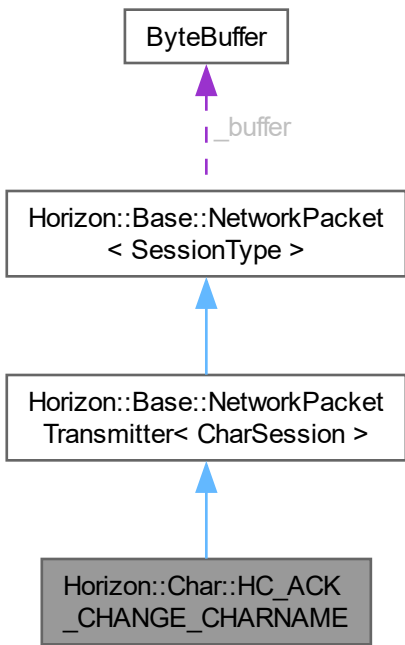 ByteBuffer
_buffer
Horizon::Base::NetworkPacket
< SessionType >
Horizon::Base::NetworkPacket
Transmitter< CharSession >
Horizon::Char::HC_ACK
_CHANGE_CHARNAME